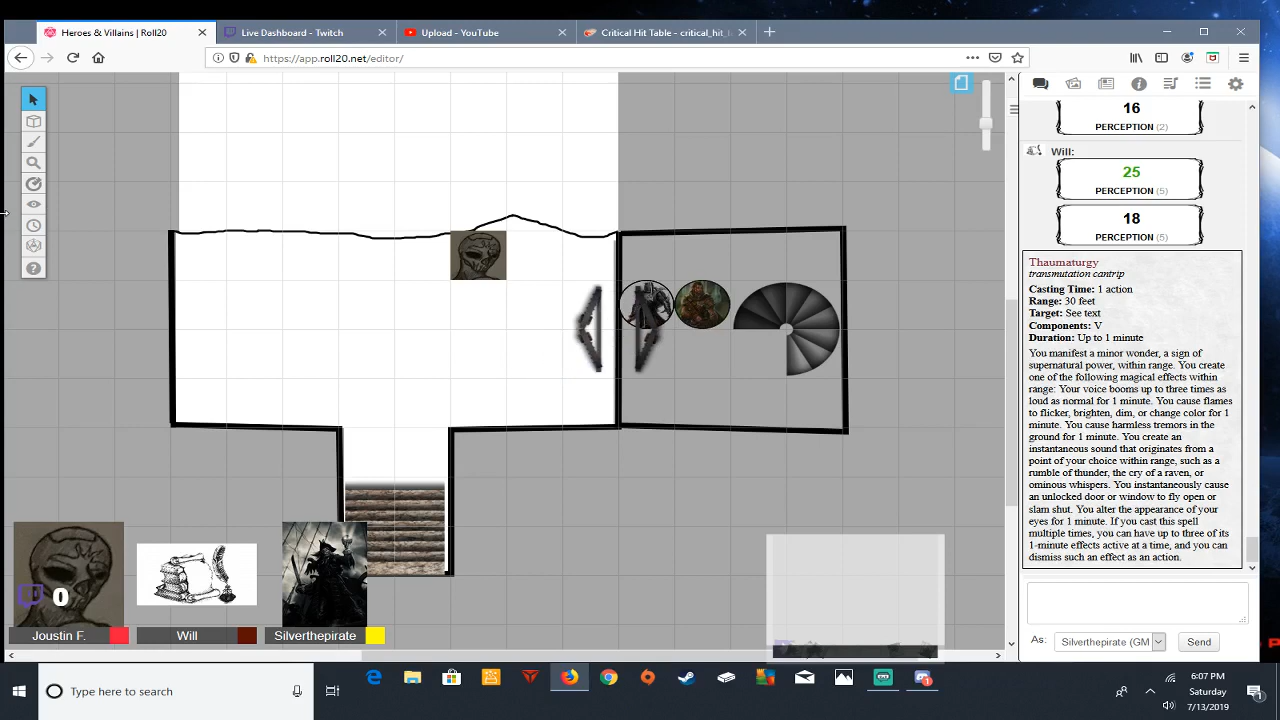 Heroes & Villains | Roll20
Live Dashboard - Twitch
Upload - YouTube
Critical Hit Table - critical_hit_
https://app.roll20.net/editor/
16
PERCEPTION (2)
Will:
25
PERCEPTION (5)
18
PERCEPTION (5)
Thaumaturgy
transmutation cantrip
Casting Time: 1 action
Range: 30 feet
Target: See text
Components: V
Duration: Up to 1 minute
You manifest a minor wonder, a sign of
supernatural power, within range. You create
one of the following magical effects within
range: Your voice booms up to three times as
loud as normal for 1 minute. You cause flames
to flicker, brighten, dim, or change color for 1
minute. You cause harmless tremors in the
ground for 1 minute. You create an
instantaneous sound that originates from a
point of your choice within range, such as a
rumble of thunder, the cry of a raven, or
ominous whispers. You instantaneously cause
an unlocked door or window to fly open or
slam shut. You alter the appearance of your
eyes for 1 minute. If you cast this spell
multiple times, you can have up to three of its
1-minute effects active at a time, and you can
dismiss such an effect as an action.
0
Joustin F.
Will
Silverthepirate
As:
Silverthepirate (GM
Send
Type here to search
6:07 PM
Saturday
7/13/2019